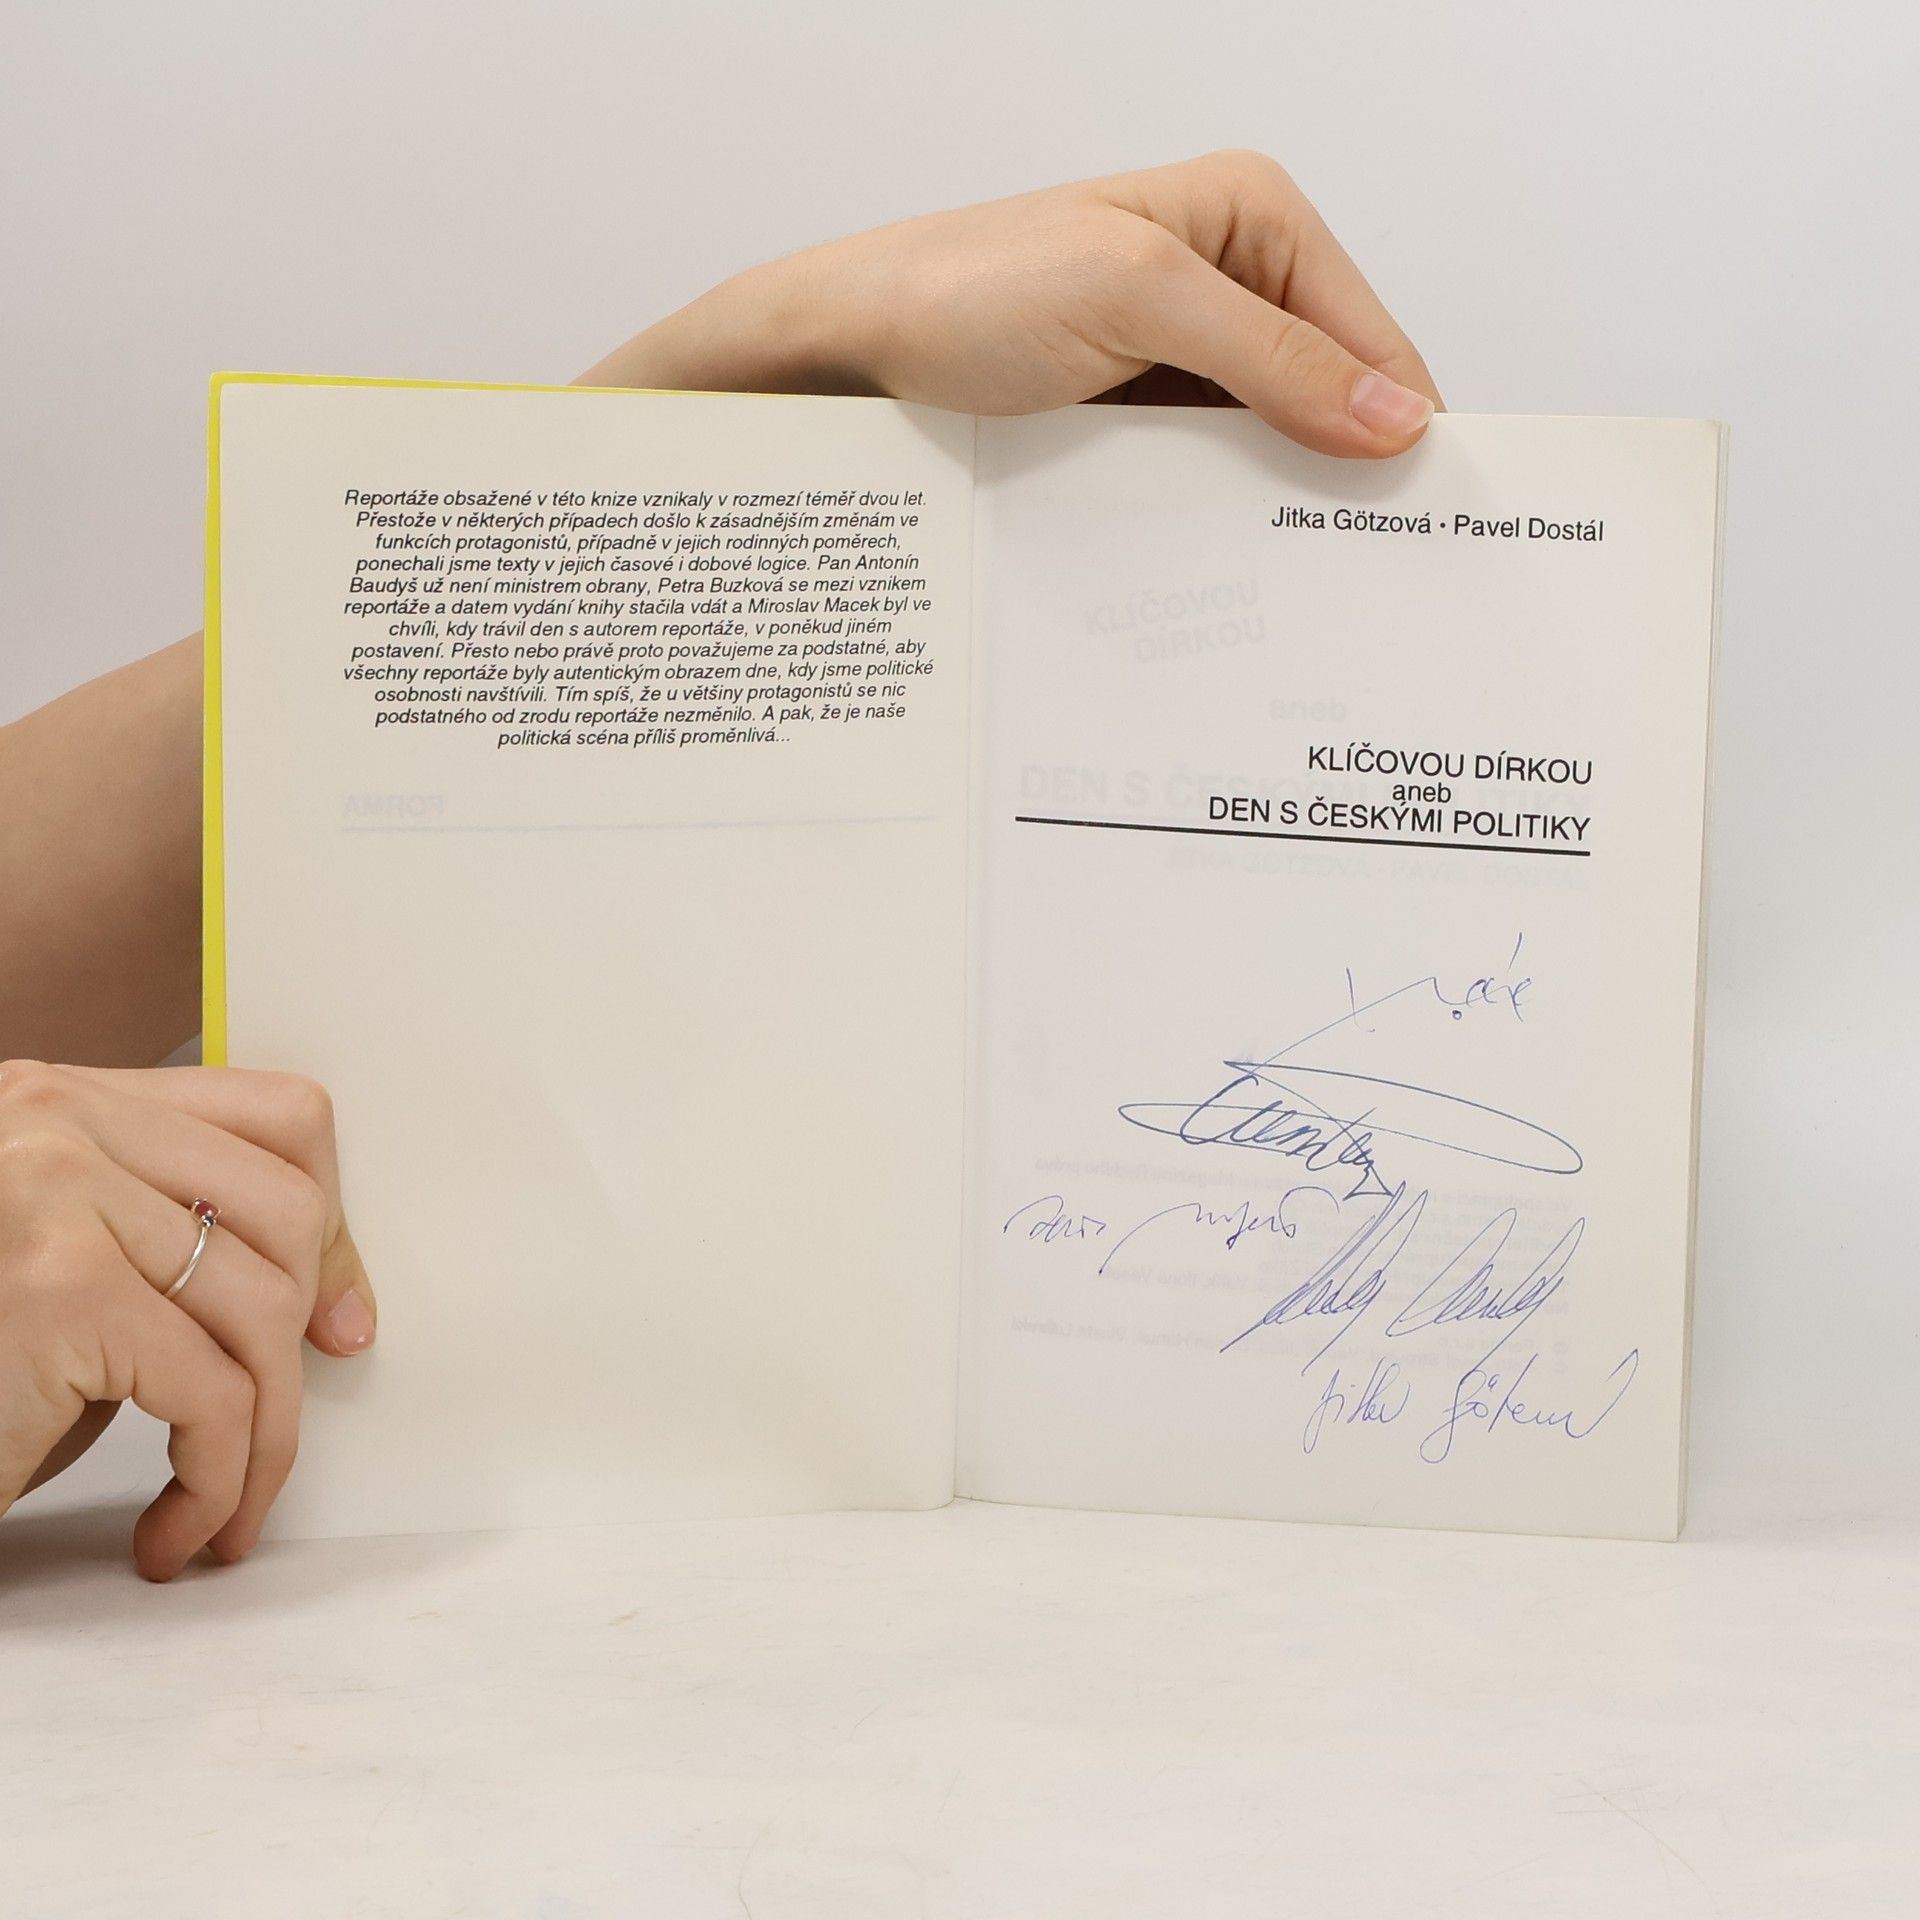 Reportáže obsažené v této knize vznikaly v rozmezí téměř dvou let.
Přestože v některých případech došlo k zásadnějším změnám ve
funkcích protagonistů, případně v jejich rodinných poměrech,
ponechali jsme texty v jejich časové i dobové logice. Pan Antonín
Baudyš už není ministrem obrany, Petra Buzková se mezi vznikem
reportáže a datem vydání knihy stačila vdát a Miroslav Macek byl ve
chvíli, kdy trávil den s autorem reportáže, v poněkud jiném
postavení. Přesto nebo právě proto považujeme za podstatné, aby
všechny reportáže byly autentickým obrazem dne, kdy jsme politické
osobnosti navštívili. Tím spíš, že u většiny protagonistů se nic
podstatného od zrodu reportáže nezměnilo. A pak, že je naše
politická scéna příliš proměnlivá...
FORMA
Jitka Götzová • Pavel Dostál
KLÍČOVOU DÍRKOU
aneb
DEN S ČESKÝMI POLITIKY
Jitka Götzová